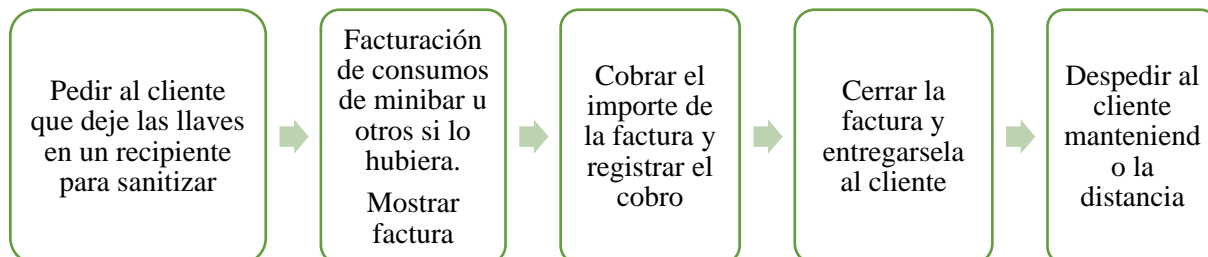 Pedir al cliente
que deje las llaves
en un recipiente
para sanitizar
Facturación
de consumos
de minibar u
otros si lo
hubiera.
Mostrar
factura
Cobrar el
importe de
la factura y
registrar el
cobro
Cerrar la
factura y
entregarsela
al cliente
Despedir al
cliente
manteniend
o la
distancia